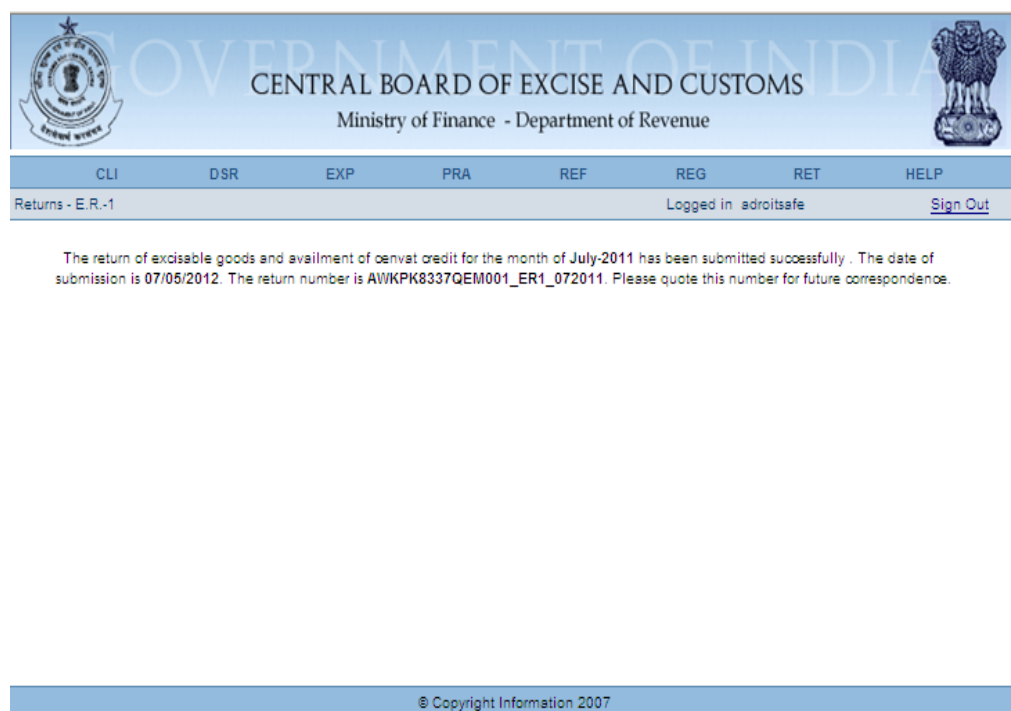 GOVERNMENT OF INDIA
CENTRAL BOARD OF EXCISE AND CUSTOMS
Ministry of Finance - Department of Revenue
CLI DSR EXP PRA REF REG RET HELP
Returns - E.R.-1 Logged in adroitsafe Sign Out
The return of excisable goods and availment of cenvat credit for the month of July-2011 has been submitted successfully . The date of
submission is 07/05/2012. The return number is AWKPK8337QEM001_ER1_072011. Please quote this number for future correspondence.
© Copyright Information 2007